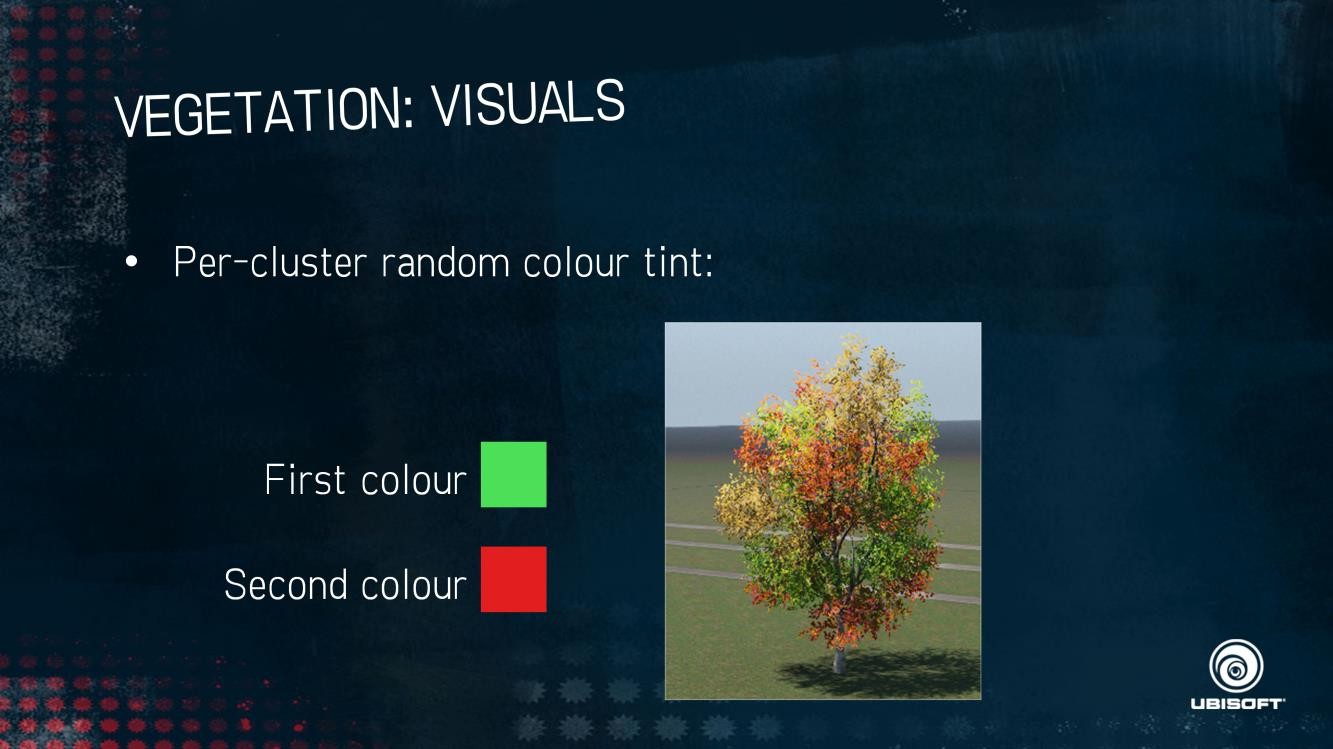 VEGETATION: VISUALS
• Per-cluster random colour tint:
First colour
Second colour
UBISOFT